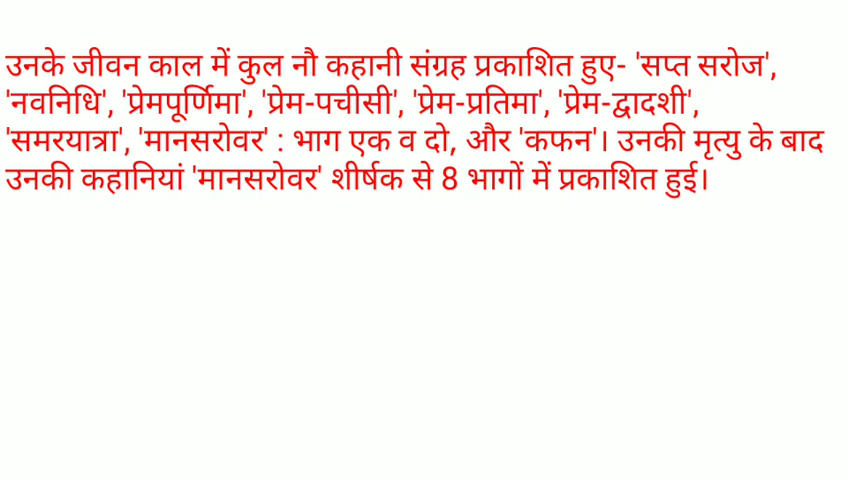 उनके जीवन काल में कुल नौ कहानी संग्रह प्रकाशित हुए- 'सप्त सरोज',
'नवनिधि', 'प्रेमपूर्णिमा', 'प्रेम-पचीसी', 'प्रेम-प्रतिमा', 'प्रेम-द्वादशी',
'समरयात्रा', 'मानसरोवर' : भाग एक व दो, और 'कफन'। उनकी मृत्यु के बाद
उनकी कहानियां 'मानसरोवर' शीर्षक से 8 भागों में प्रकाशित हुई।